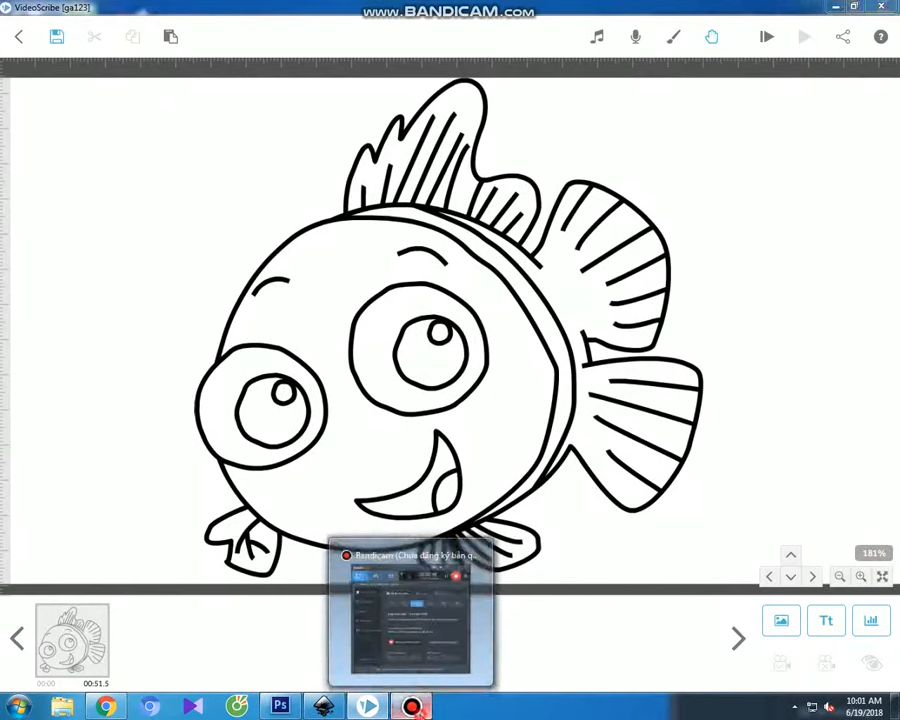 VideoScribe [ga123]
www.BANDICAM.com
181%
Bandicam (Chưa đăng ký bản q...
00:00
00:51.5
Tt
Ps
10:01 AM
6/19/2018